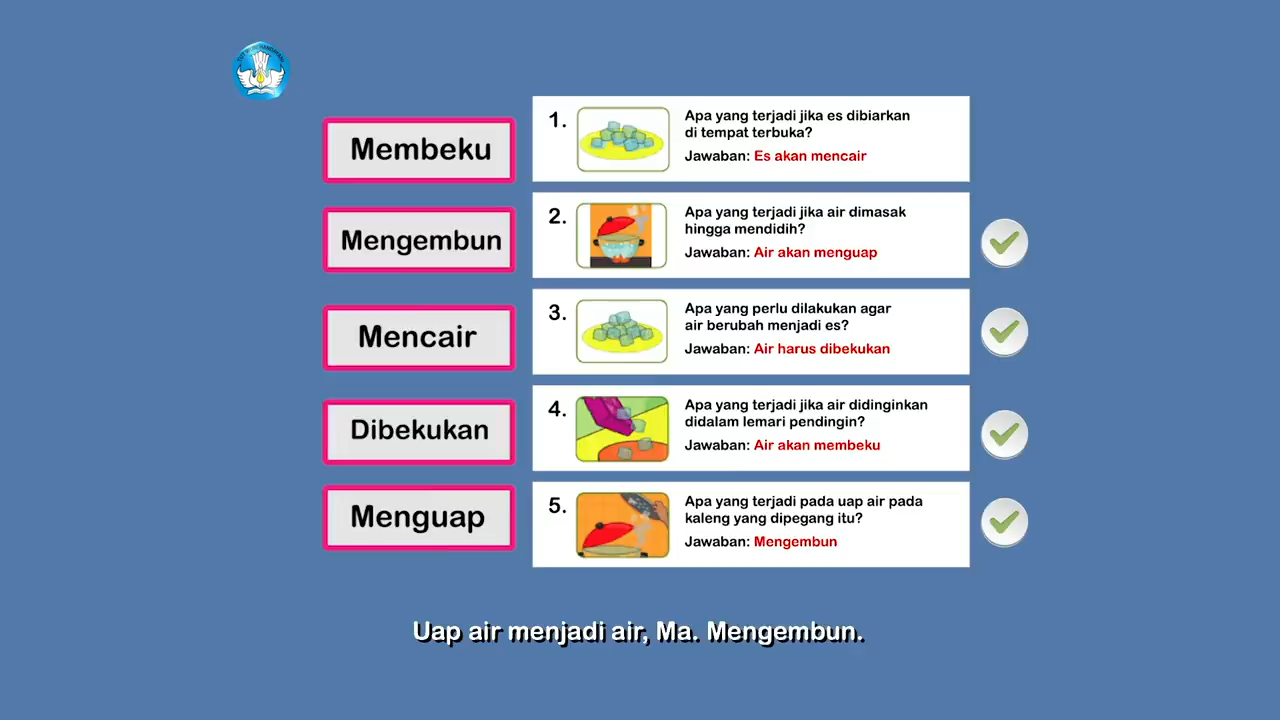 Membeku
Mengembun
Mencair
Dibekukan
Menguap
1.
Apa yang terjadi jika es dibiarkan
di tempat terbuka?
Jawaban: Es akan mencair
2.
Apa yang terjadi jika air dimasak
hingga mendidih?
Jawaban: Air akan menguap
3.
Apa yang perlu dilakukan agar
air berubah menjadi es?
Jawaban: Air harus dibekukan
4.
Apa yang terjadi jika air didinginkan
didalam lemari pendingin?
Jawaban: Air akan membeku
5.
Apa yang terjadi pada uap air pada
kaleng yang dipegang itu?
Jawaban: Mengembun
Uap air menjadi air, Ma. Mengembun.